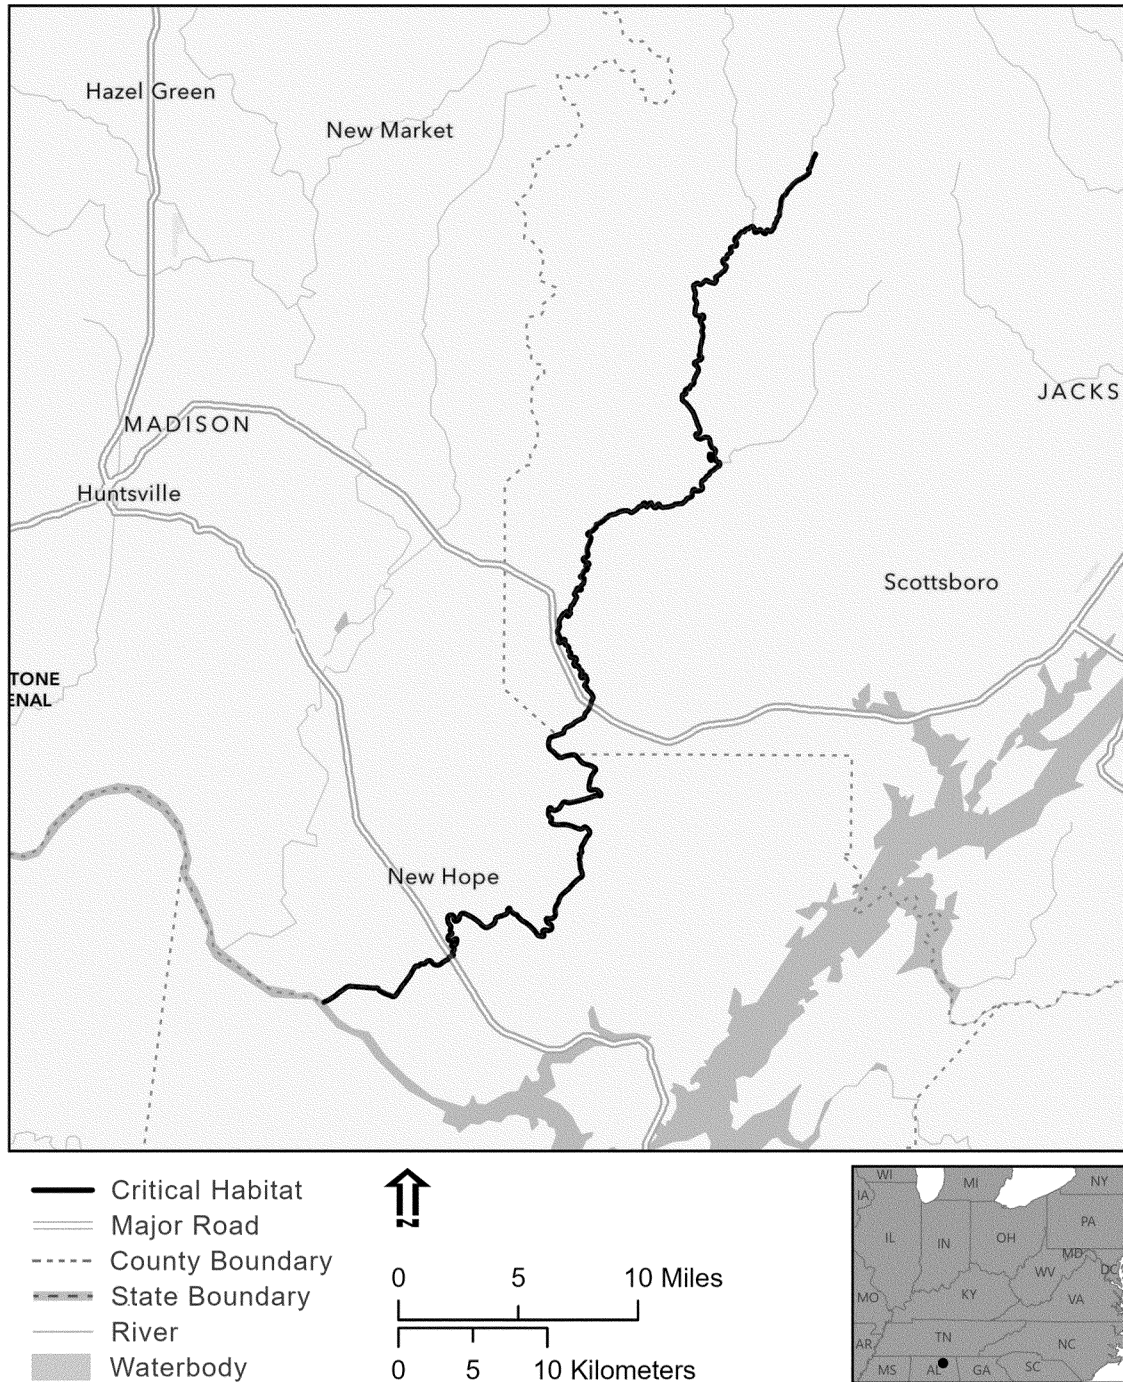 Hazel Green
New Market
JACKS
MADISON
Huntsville
Scottsboro
TONE
ENAL
New Hope
Critical Habitat
Major Road
County Boundary
State Boundary
River
Waterbody
N
0 5 10 Miles
0 5 10 Kilometers
WI MI NY
IA
IL IN OH PA
MD
WV DC
MO KY VA
AR TN NC
MS AL GA SC